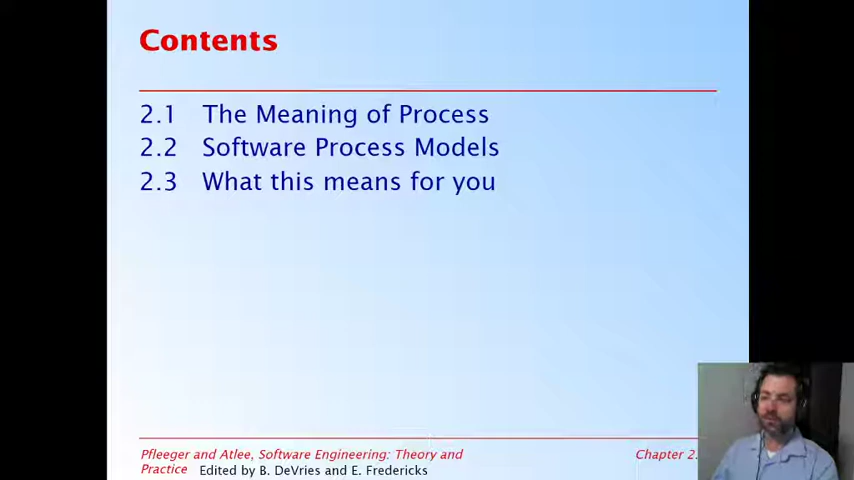 Contents
2.1 The Meaning of Process
2.2 Software Process Models
2.3 What this means for you
Pfleeger and Atlee, Software Engineering: Theory and
Practice Edited by B. DeVries and E. Fredericks
Chapter 2.